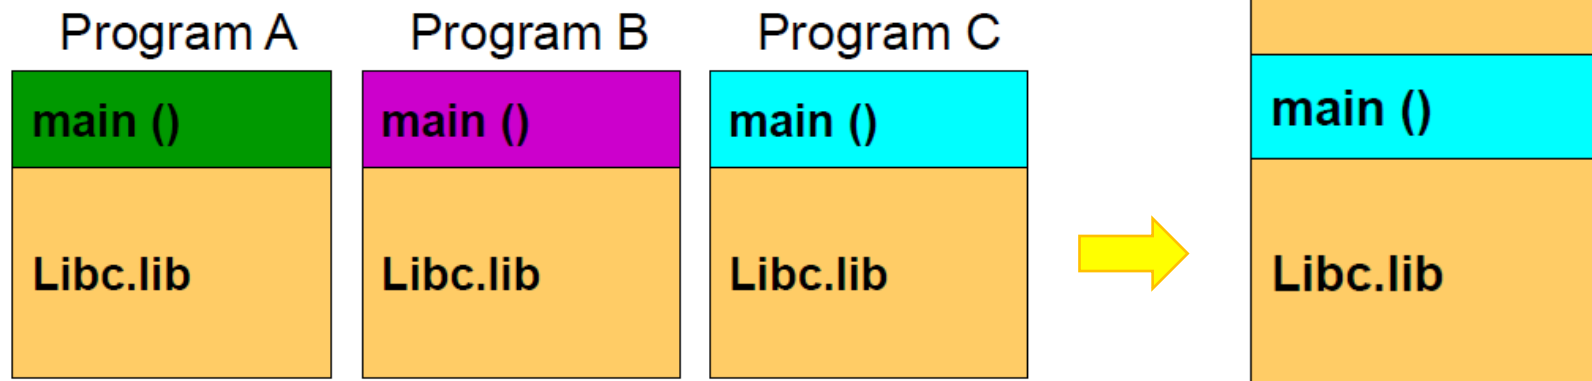 Program A
Program B
Program C
main ()
main ()
main ()
main ()
Libc.lib
Libc.lib
Libc.lib
Libc.lib